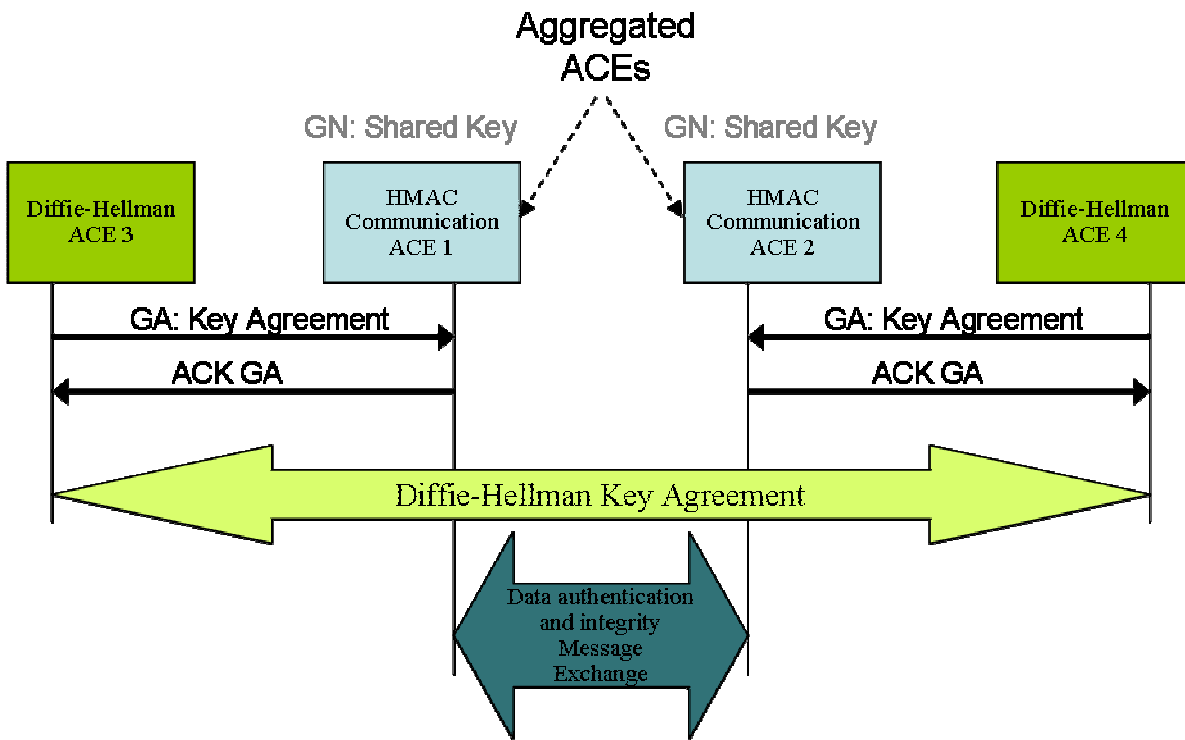 Aggregated
ACEs
GN: Shared Key
GN: Shared Key
Diffie-Hellman
ACE 3
HMAC
Communication
ACE 1
HMAC
Communication
ACE 2
Diffie-Hellman
ACE 4
GA: Key Agreement
GA: Key Agreement
ACK GA
ACK GA
Diffie-Hellman Key Agreement
Data authentication
and integrity
Message
Exchange